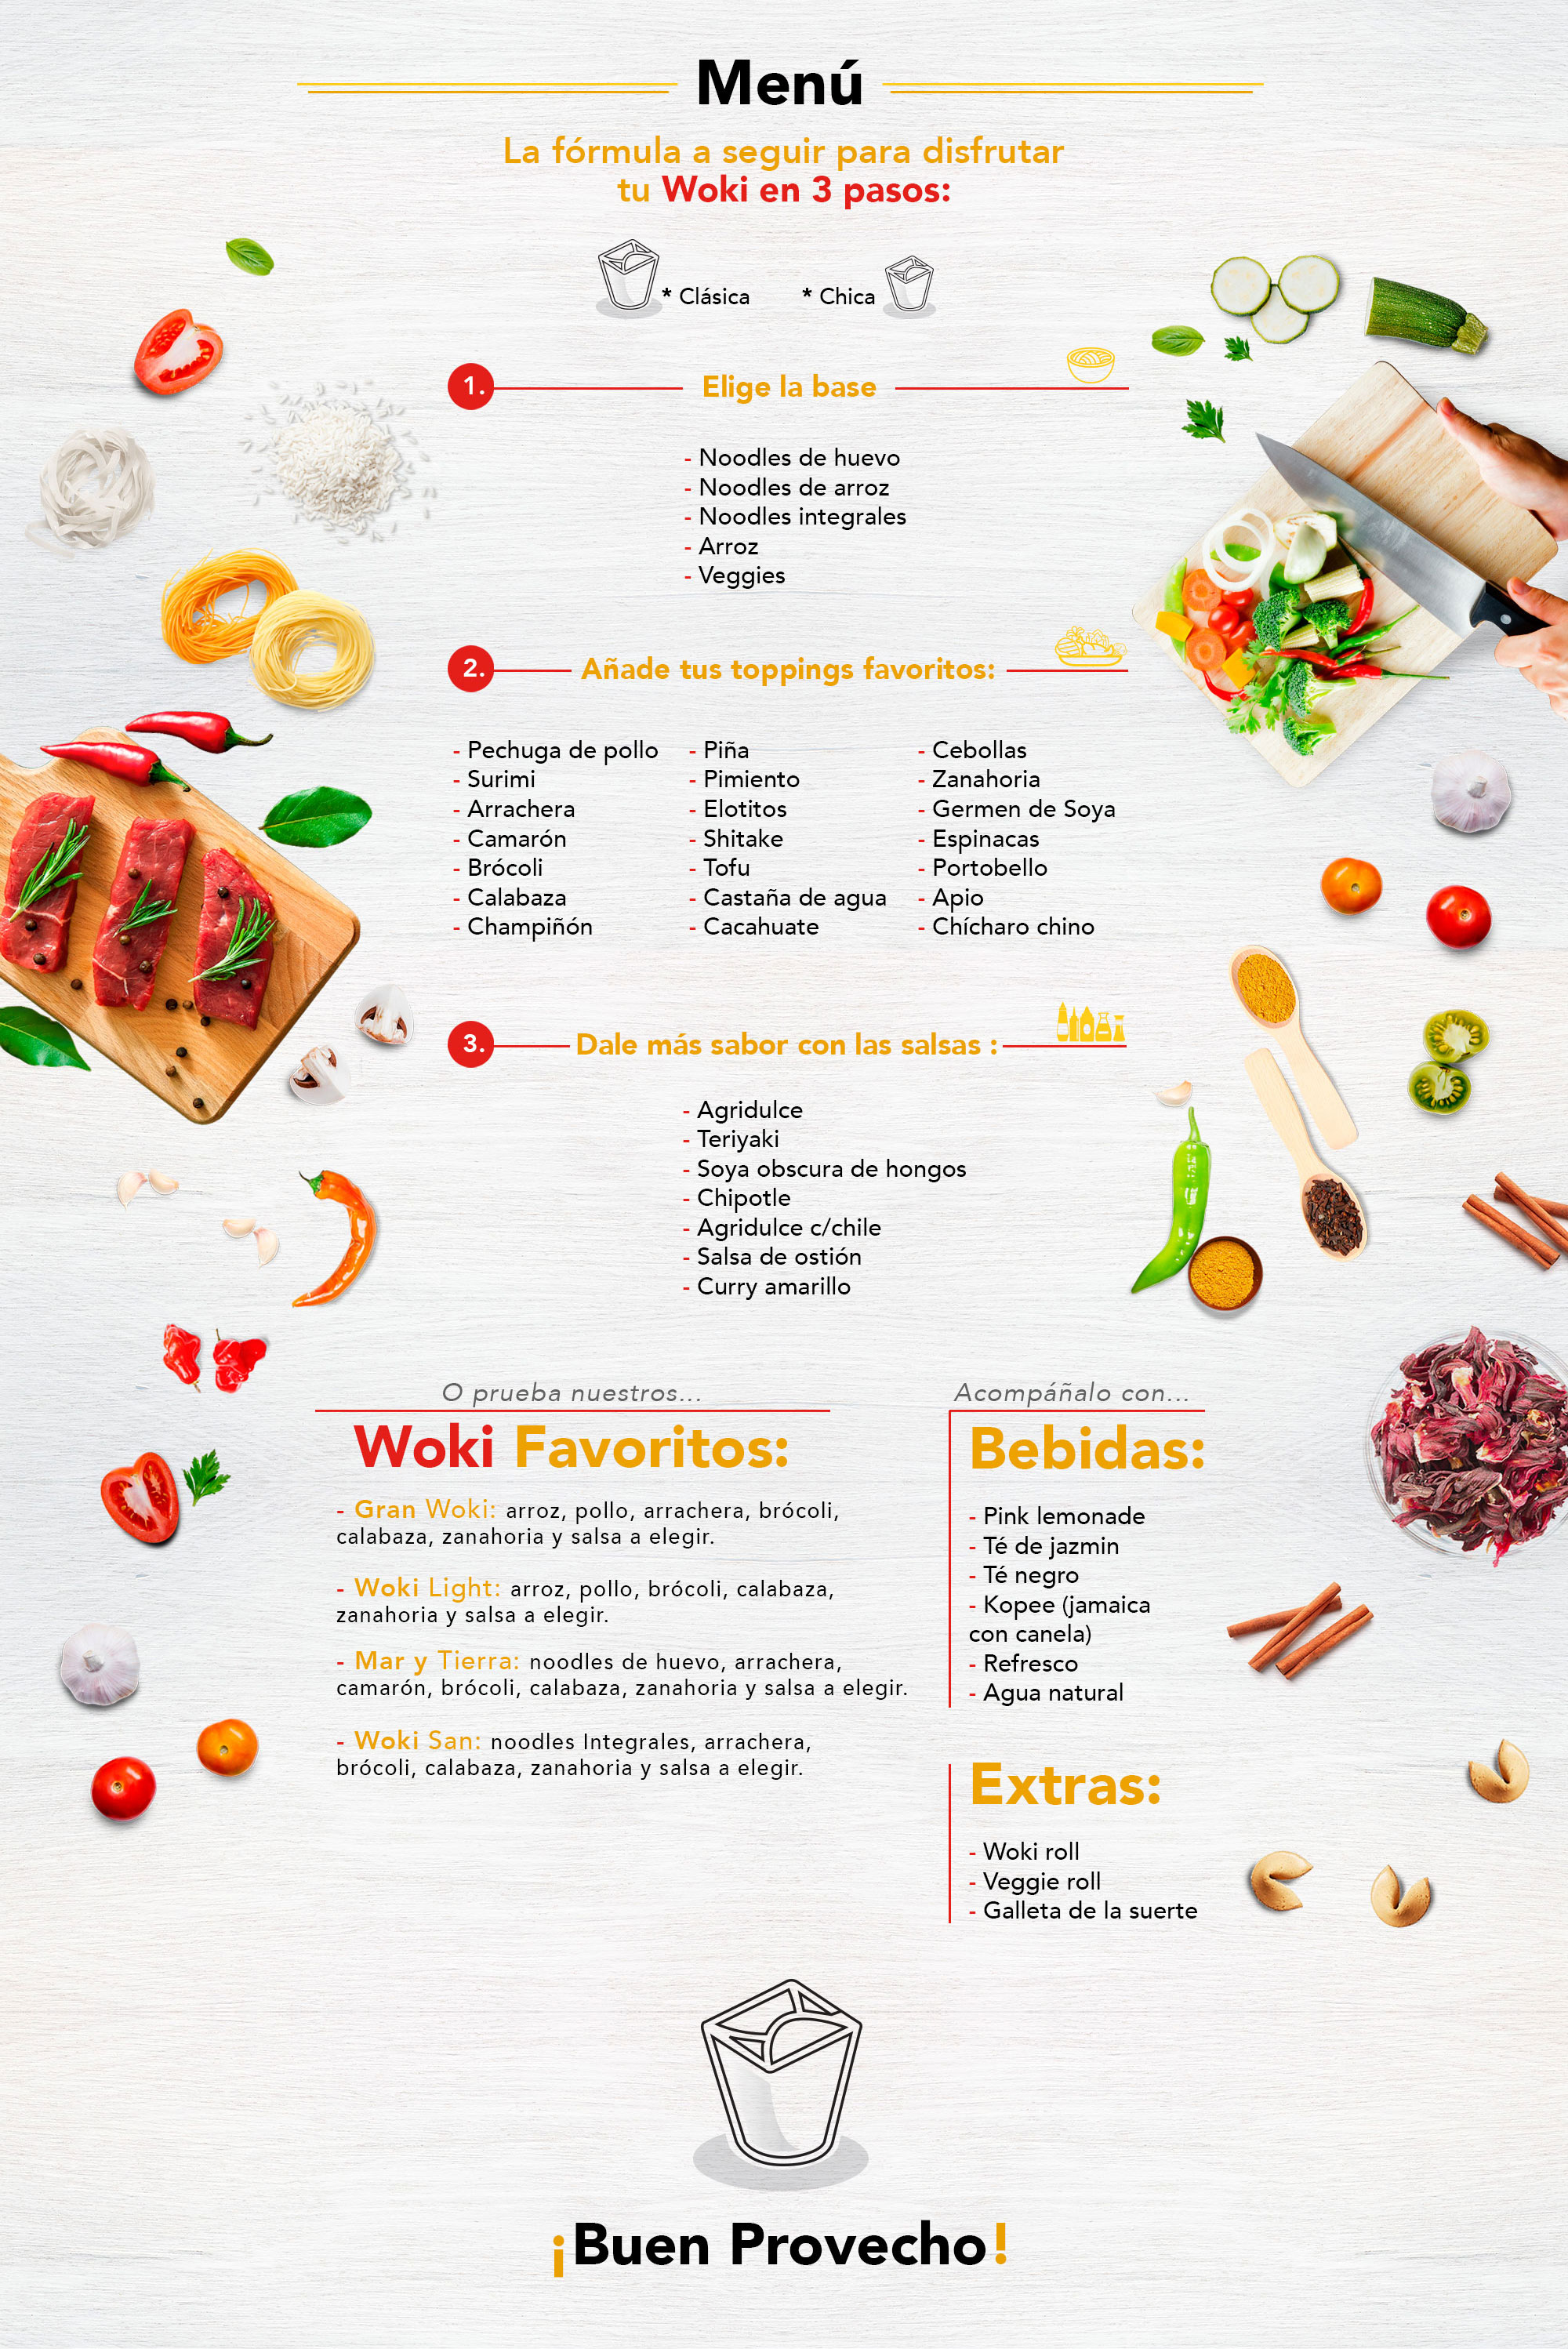 Menú
La fórmula a seguir para disfrutar
tu Woki en 3 pasos:
* Clásica
* Chica
1. Elige la base
- Noodles de huevo
- Noodles de arroz
- Noodles integrales
- Arroz
- Veggies
2. Añade tus toppings favoritos:
- Pechuga de pollo
- Surimi
- Arrachera
- Camarón
- Brócoli
- Calabaza
- Champiñón
- Piña
- Pimiento
- Elotitos
- Shitake
- Tofu
- Castaña de agua
- Cacahuate
- Cebollas
- Zanahoria
- Germen de Soya
- Espinacas
- Portobello
- Apio
- Chícharo chino
3. Dale más sabor con las salsas :
- Agridulce
- Teriyaki
- Soya obscura de hongos
- Chipotle
- Agridulce c/chile
- Salsa de ostión
- Curry amarillo
O prueba nuestros...
Woki Favoritos:
- Gran Woki: arroz, pollo, arrachera, brócoli,
calabaza, zanahoria y salsa a elegir.
- Woki Light: arroz, pollo, brócoli, calabaza,
zanahoria y salsa a elegir.
- Mar y Tierra: noodles de huevo, arrachera,
camarón, brócoli, calabaza, zanahoria y salsa a elegir.
- Woki San: noodles Integrales, arrachera,
brócoli, calabaza, zanahoria y salsa a elegir.
Acompáñalo con...
Bebidas:
- Pink lemonade
- Té de jazmin
- Té negro
- Kopee (jamaica
con canela)
- Refresco
- Agua natural
Extras:
- Woki roll
- Veggie roll
- Galleta de la suerte
¡Buen Provecho!